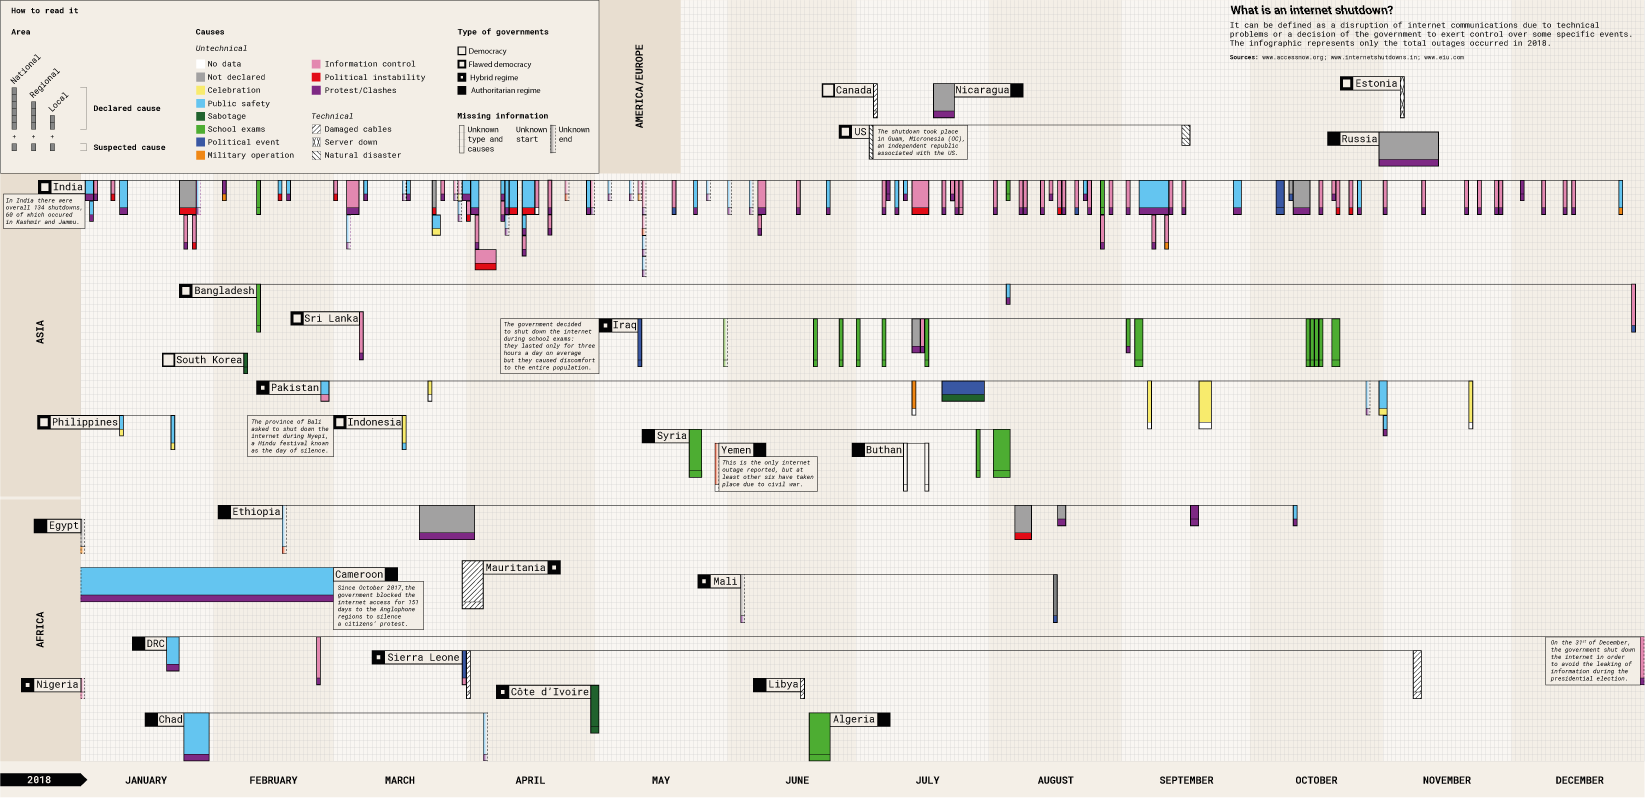 How to read it
Area
National
Regional
Local
Declared cause
+ + +
Suspected cause
Causes
Untechnical
No data
Not declared
Celebration
Public safety
Sabotage
School exams
Political event
Military operation
Information control
Political instability
Protest/Clashes
Technical
Damaged cables
Server down
Natural disaster
Type of governments
Democracy
Flawed democracy
Hybrid regime
Authoritarian regime
Missing information
Unknown
type and
causes
Unknown
start
Unknown
end
AMERICA/EUROPE
What is an internet shutdown?
It can be defined as a disruption of internet communications due to technical
problems or a decision of the government to exert control over some specific events.
The infographic represents only the total outages occurred in 2018.
Sources: www.accessnow.org; www.internetshutdowns.in; www.eiu.com
Canada
Nicaragua
Estonia
US
The shutdown took place
in Guam, Micronesia (OC),
an independent republic
associated with the US.
Russia
India
In India there were
overall 134 shutdowns,
60 of which occured
in Kashmir and Jammu.
ASIA
Bangladesh
Sri Lanka
The government decided
to shut down the internet
during school exams:
they lasted only for three
hours a day on average
but they caused discomfort
to the entire population.
Iraq
South Korea
Pakistan
Philippines
The province of Bali
asked to shut down the
internet during Nyepi,
a Hindu festival known
as the day of silence.
Indonesia
Syria
Yemen
This is the only internet
outage reported, but at
least other six have taken
place due to civil war.
Buthan
AFRICA
Ethiopia
Egypt
Cameroon
Since October 2017,the
government blocked the
internet access for 151
days to the Anglophone
regions to silence
a citizens' protest.
Mauritania
Mali
DRC
Sierra Leone
On the 31st of December,
the government shut down
the internet in order
to avoid the leaking of
information during the
presidential election.
Nigeria
Côte d'Ivoire
Libya
Chad
Algeria
2018
JANUARY
FEBRUARY
MARCH
APRIL
MAY
JUNE
JULY
AUGUST
SEPTEMBER
OCTOBER
NOVEMBER
DECEMBER